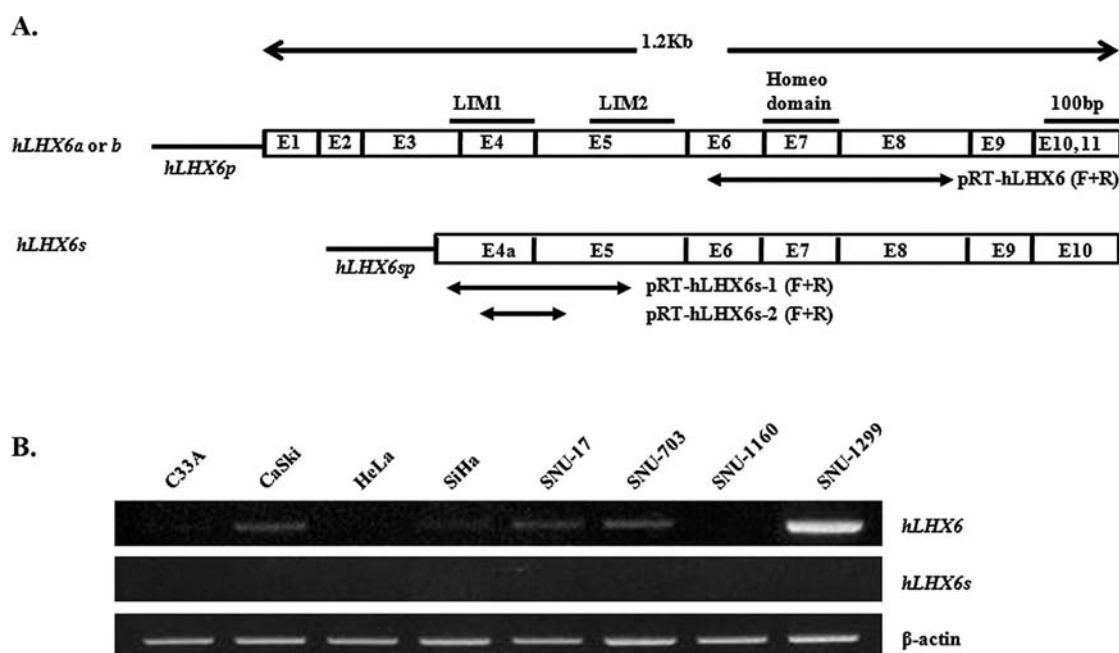 A.
1.2Kb
LIM1 LIM2 Homeo domain 100bp
hLHX6a or b E1 E2 E3 E4 E5 E6 E7 E8 E9 E10,11
hLHX6p
pRT-hLHX6 (F+R)
hLHX6s E4a E5 E6 E7 E8 E9 E10
hLHX6sp
pRT-hLHX6s-1 (F+R)
pRT-hLHX6s-2 (F+R)
B.
C33A CaSki HeLa SiHa SNU-17 SNU-703 SNU-1160 SNU-1299
hLHX6
hLHX6s
β-actin